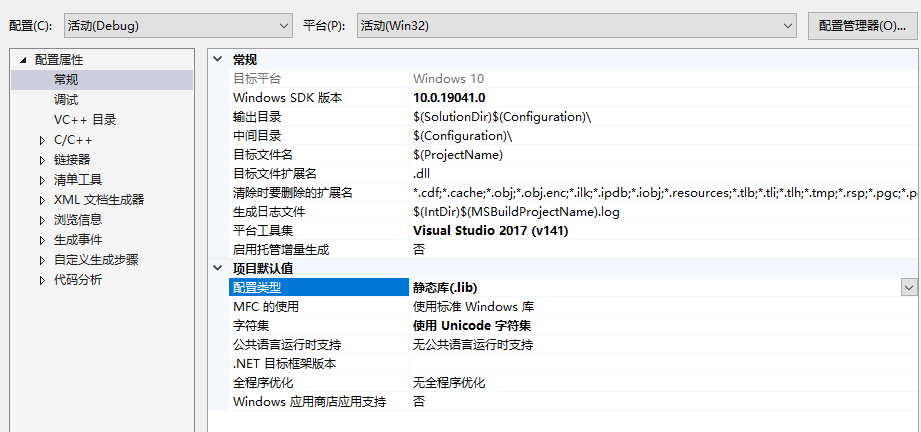 配置(C): 活动(Debug) 平台(P): 活动(Win32) 配置管理器(O)...
配置属性
常规
调试
VC++ 目录
C/C++
链接器
清单工具
XML 文档生成器
浏览信息
生成事件
自定义生成步骤
代码分析
常规
目标平台 Windows 10
Windows SDK 版本 10.0.19041.0
输出目录 $(SolutionDir)$(Configuration)\
中间目录 $(Configuration)\
目标文件名 $(ProjectName)
目标文件扩展名 .dll
清除时要删除的扩展名 *.cdf;*.cache;*.obj;*.obj.enc;*.ilk;*.ipdb;*.iobj;*.resources;*.tlb;*.tli;*.tlh;*.tmp;*.rsp;*.pgc;*.p
生成日志文件 $(IntDir)$(MSBuildProjectName).log
平台工具集 Visual Studio 2017 (v141)
启用托管增量生成 否
项目默认值
配置类型 静态库(.lib)
MFC 的使用 使用标准 Windows 库
字符集 使用 Unicode 字符集
公共语言运行时支持 无公共语言运行时支持
.NET 目标框架版本
全程序优化 无全程序优化
Windows 应用商店应用支持 否